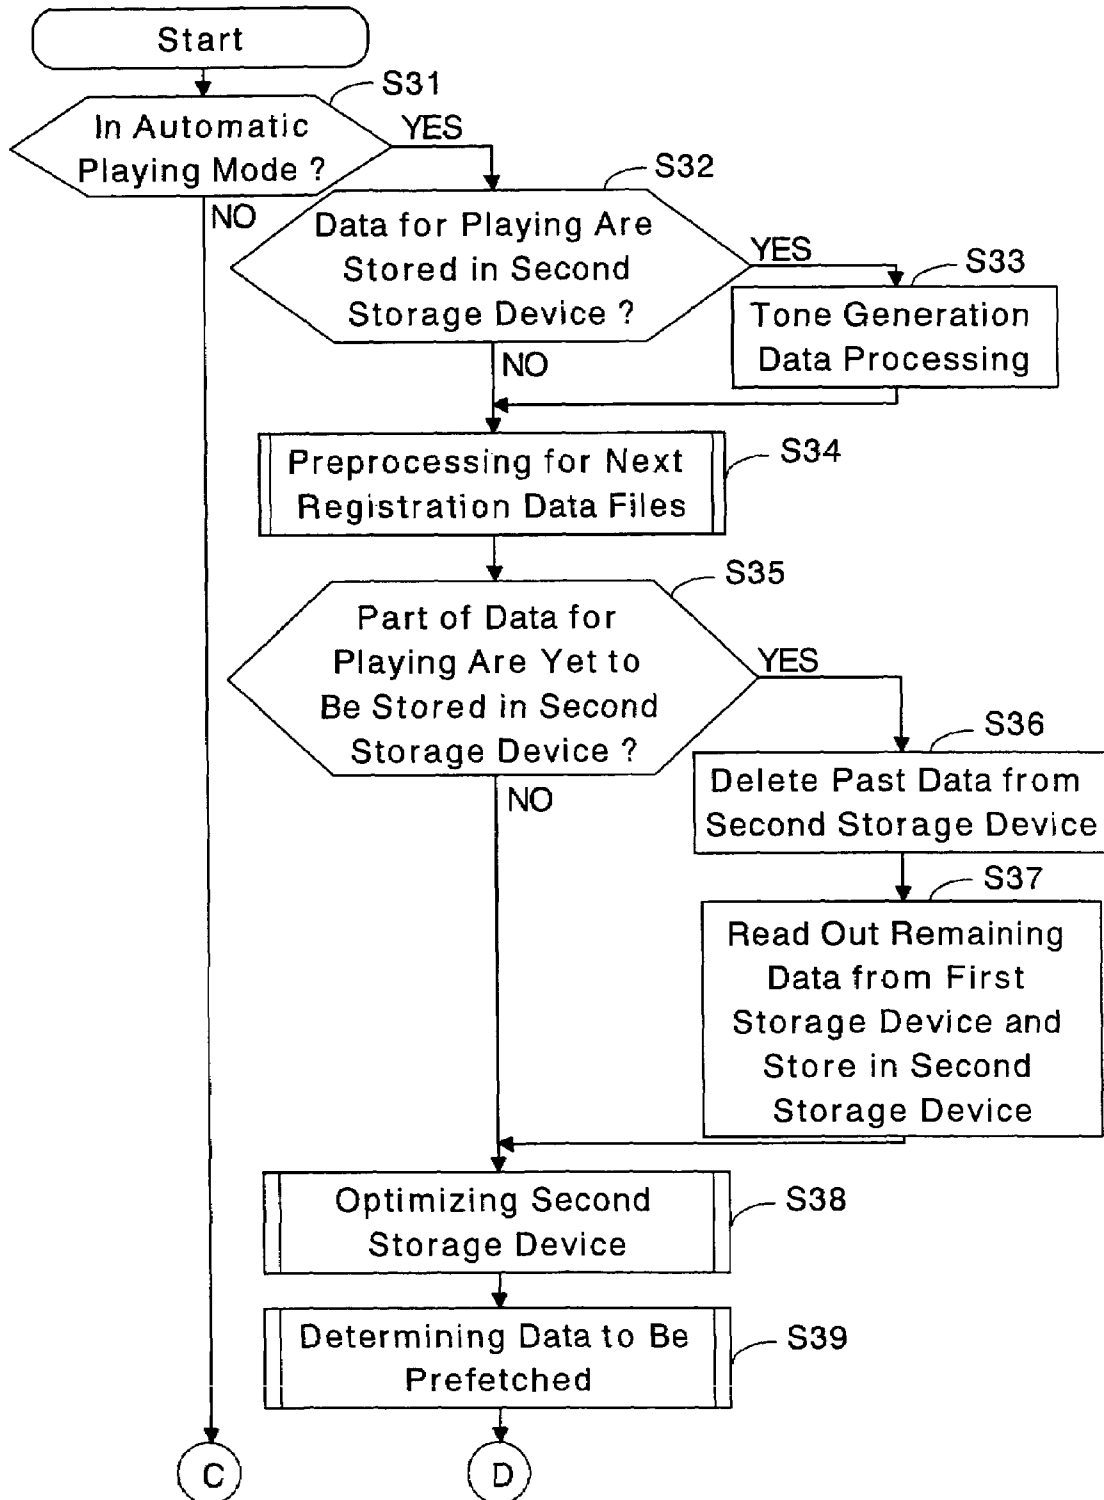 Start
S31
In Automatic
Playing Mode ?
YES
NO
S32
Data for Playing Are
Stored in Second
Storage Device ?
YES
NO
S33
Tone Generation
Data Processing
Preprocessing for Next
Registration Data Files
S34
S35
Part of Data for
Playing Are Yet to
Be Stored in Second
Storage Device ?
YES
NO
S36
Delete Past Data from
Second Storage Device
S37
Read Out Remaining
Data from First
Storage Device and
Store in Second
Storage Device
Optimizing Second
Storage Device
S38
Determining Data to Be
Prefetched
S39
C
D